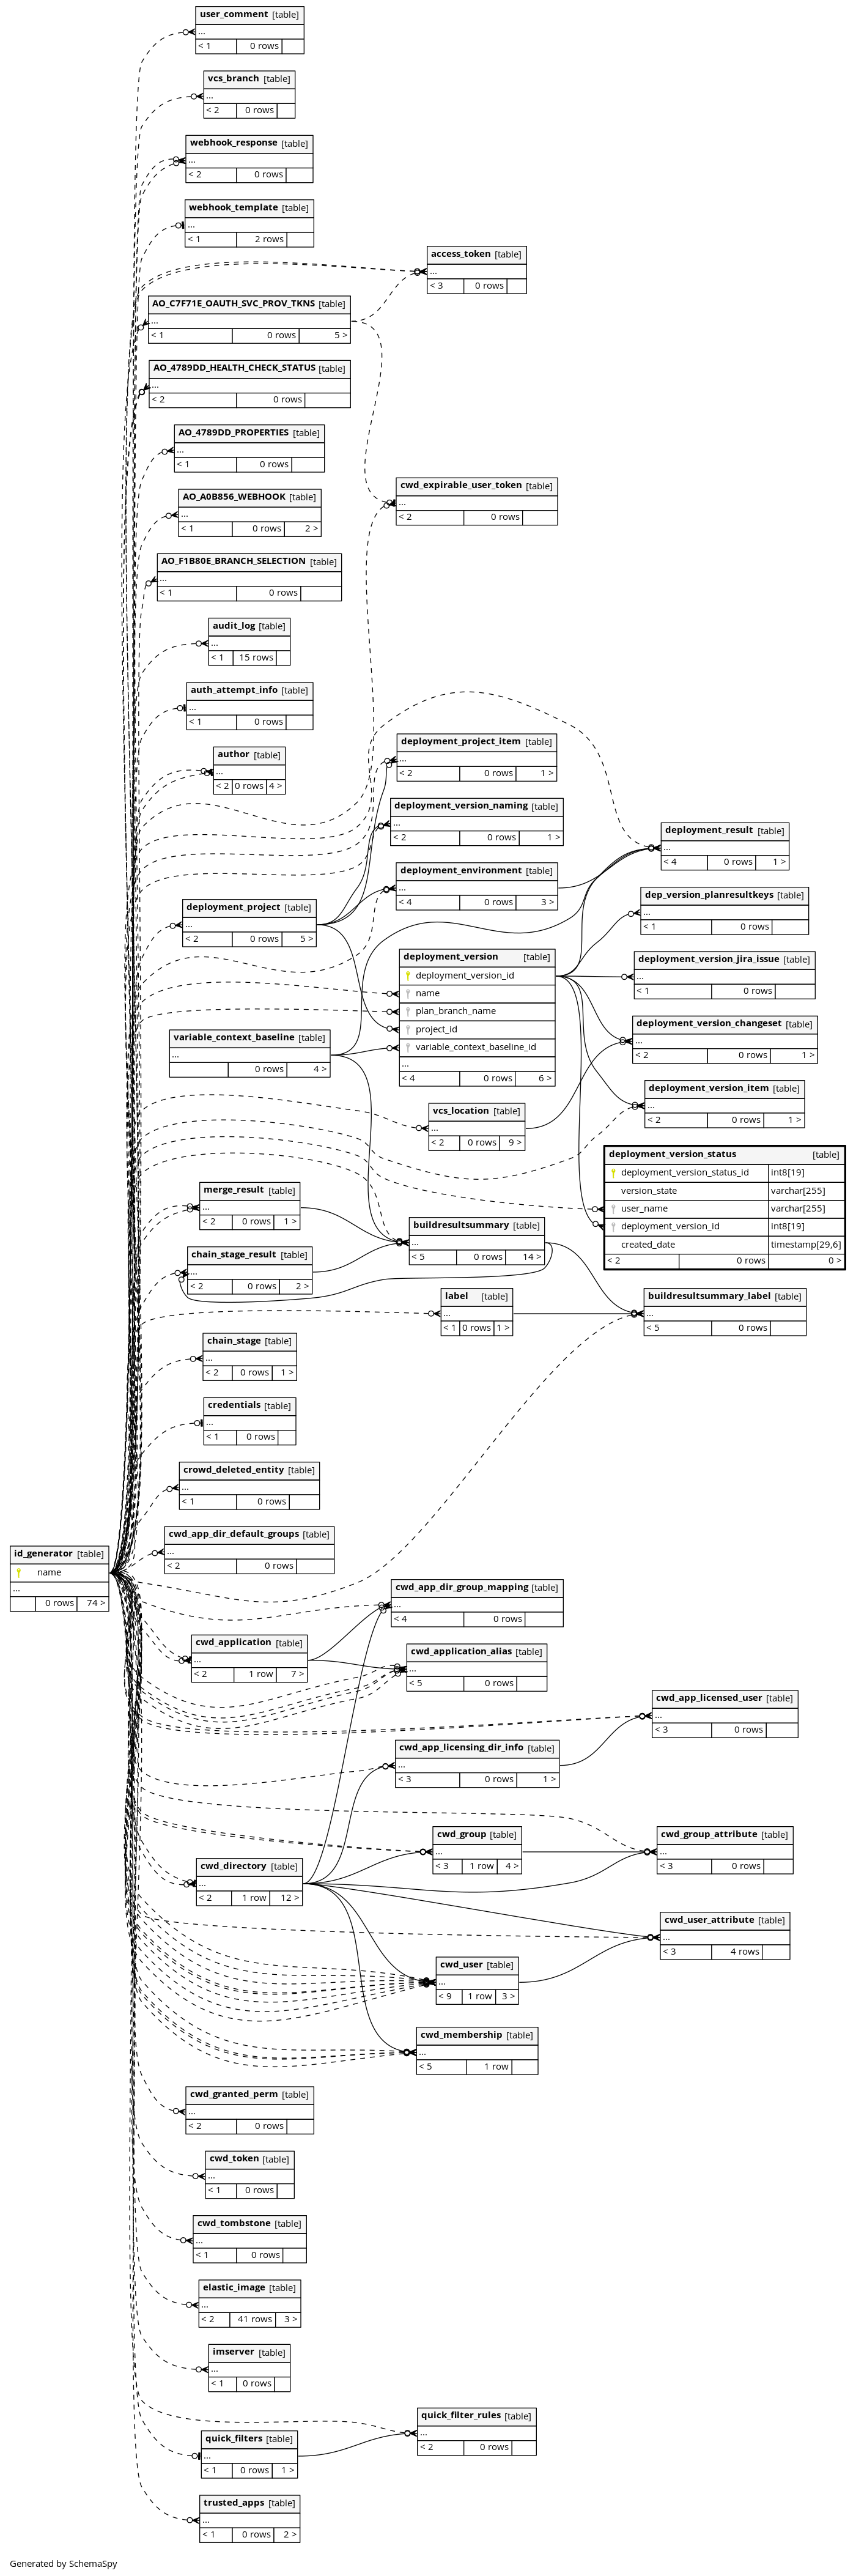 user_comment [table]
...
< 1 0 rows
vcs_branch [table]
...
< 2 0 rows
webhook_response [table]
...
< 2 0 rows
webhook_template [table]
...
< 1 2 rows
access_token [table]
...
< 3 0 rows
AO_C7F71E_OAUTH_SVC_PROV_TKNS [table]
...
< 1 0 rows 5 >
AO_4789DD_HEALTH_CHECK_STATUS [table]
...
< 2 0 rows
AO_4789DD_PROPERTIES [table]
...
< 1 0 rows
cwd_expirable_user_token [table]
...
< 2 0 rows
AO_A0B856_WEBHOOK [table]
...
< 1 0 rows 2 >
AO_F1B80E_BRANCH_SELECTION [table]
...
< 1 0 rows
audit_log [table]
...
< 1 15 rows
auth_attempt_info [table]
...
< 1 0 rows
author [table]
...
< 2 0 rows 4 >
deployment_project_item [table]
...
< 2 0 rows 1 >
deployment_version_naming [table]
...
< 2 0 rows 1 >
deployment_result [table]
...
< 4 0 rows 1 >
deployment_environment [table]
...
< 4 0 rows 3 >
dep_version_planresultkeys [table]
...
< 1 0 rows
deployment_project [table]
...
< 2 0 rows 5 >
deployment_version [table]
deployment_version_id
name
plan_branch_name
project_id
variable_context_baseline_id
...
< 4 0 rows 6 >
deployment_version_jira_issue [table]
...
< 1 0 rows
deployment_version_changeset [table]
...
< 2 0 rows 1 >
variable_context_baseline [table]
...
0 rows 4 >
deployment_version_item [table]
...
< 2 0 rows 1 >
vcs_location [table]
...
< 2 0 rows 9 >
deployment_version_status [table]
deployment_version_status_id int8[19]
version_state varchar[255]
user_name varchar[255]
deployment_version_id int8[19]
created_date timestamp[29,6]
< 2 0 rows 0 >
merge_result [table]
...
< 2 0 rows 1 >
buildresultsummary [table]
...
< 5 0 rows 14 >
chain_stage_result [table]
...
< 2 0 rows 2 >
label [table]
...
< 1 0 rows 1 >
buildresultsummary_label [table]
...
< 5 0 rows
chain_stage [table]
...
< 2 0 rows 1 >
credentials [table]
...
< 1 0 rows
crowd_deleted_entity [table]
...
< 1 0 rows
cwd_app_dir_default_groups [table]
...
< 2 0 rows
id_generator [table]
name
...
0 rows 74 >
cwd_app_dir_group_mapping [table]
...
< 4 0 rows
cwd_application [table]
...
< 2 1 row 7 >
cwd_application_alias [table]
...
< 5 0 rows
cwd_app_licensed_user [table]
...
< 3 0 rows
cwd_app_licensing_dir_info [table]
...
< 3 0 rows 1 >
cwd_group [table]
...
< 3 1 row 4 >
cwd_group_attribute [table]
...
< 3 0 rows
cwd_directory [table]
...
< 2 1 row 12 >
cwd_user_attribute [table]
...
< 3 4 rows
cwd_user [table]
...
< 9 1 row 3 >
cwd_membership [table]
...
< 5 1 row
cwd_granted_perm [table]
...
< 2 0 rows
cwd_token [table]
...
< 1 0 rows
cwd_tombstone [table]
...
< 1 0 rows
elastic_image [table]
...
< 2 41 rows 3 >
imserver [table]
...
< 1 0 rows
quick_filter_rules [table]
...
< 2 0 rows
quick_filters [table]
...
< 1 0 rows 1 >
trusted_apps [table]
...
< 1 0 rows 2 >
Generated by SchemaSpy